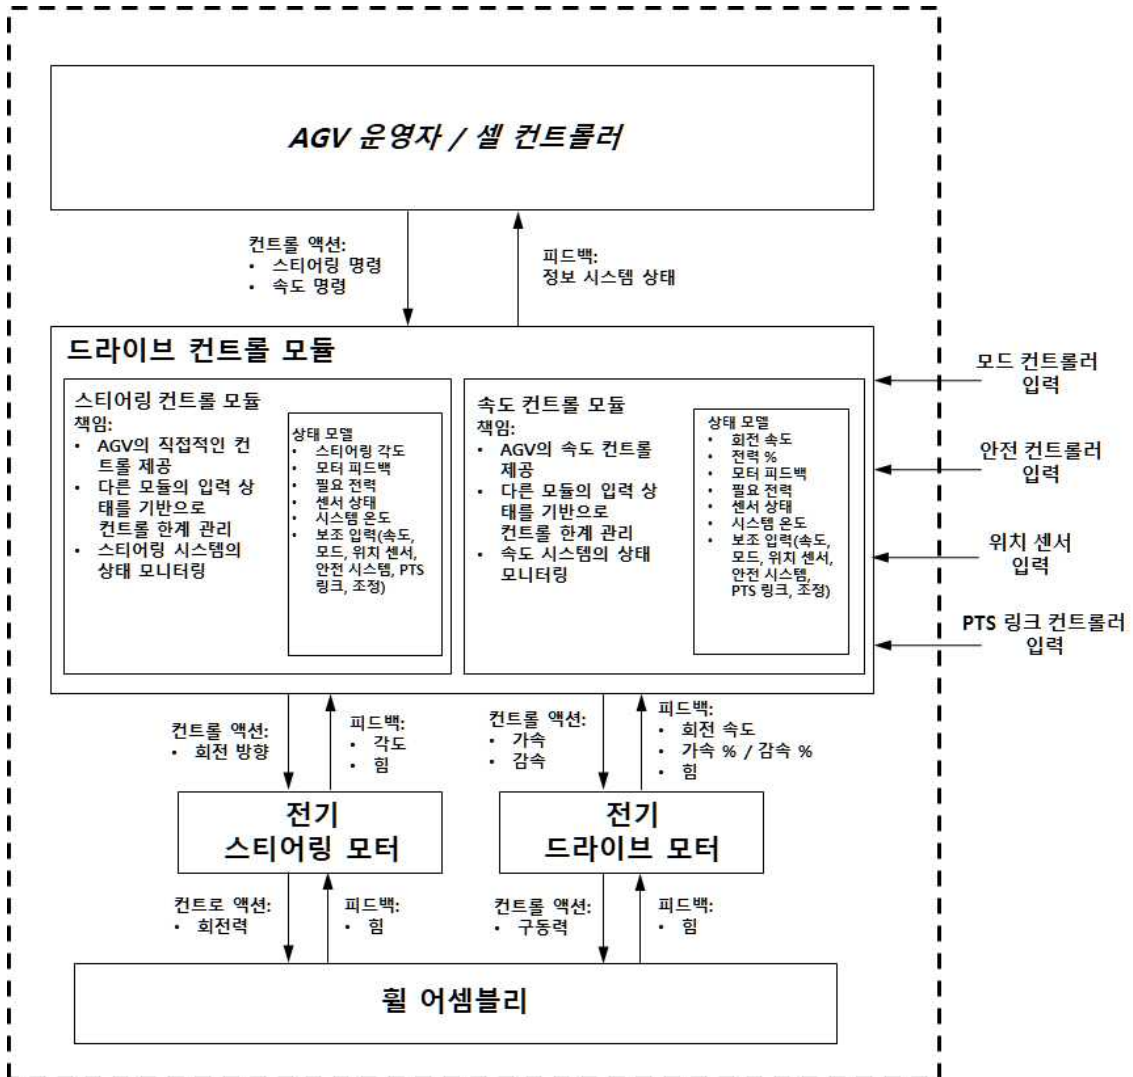 AGV 운영자 / 셀 컨트롤러
컨트롤 액션:
• 스티어링 명령
• 속도 명령
피드백:
정보 시스템 상태
드라이브 컨트롤 모듈
스티어링 컨트롤 모듈
책임:
• AGV의 직접적인 컨
트롤 제공
• 다른 모듈의 입력 상
태를 기반으로
컨트롤 한계 관리
• 스티어링 시스템의
상태 모니터링
상태 모델
• 스티어링 각도
• 모터 피드백
• 필요 전력
• 센서 상태
• 시스템 온도
• 보조 입력(속도,
모드, 위치 센서,
안전 시스템, PTS
링크, 조정)
속도 컨트롤 모듈
책임:
• AGV의 속도 컨트롤
제공
• 다른 모듈의 입력 상
태를 기반으로
컨트롤 한계 관리
• 속도 시스템의 상태
모니터링
상태 모델
• 회전 속도
• 전력 %
• 모터 피드백
• 필요 전력
• 센서 상태
• 시스템 온도
• 보조 입력(속도,
모드, 위치 센서,
안전 시스템,
PTS 링크, 조정)
모드 컨트롤러
입력
안전 컨트롤러
입력
위치 센서
입력
PTS 링크 컨트롤러
입력
컨트롤 액션:
• 회전 방향
피드백:
• 각도
• 힘
컨트롤 액션:
• 가속
• 감속
피드백:
• 회전 속도
• 가속 % / 감속 %
• 힘
전기
스티어링 모터
전기
드라이브 모터
컨트로 액션:
• 회전력
피드백:
• 힘
컨트롤 액션:
• 구동력
피드백:
• 힘
휠 어셈블리